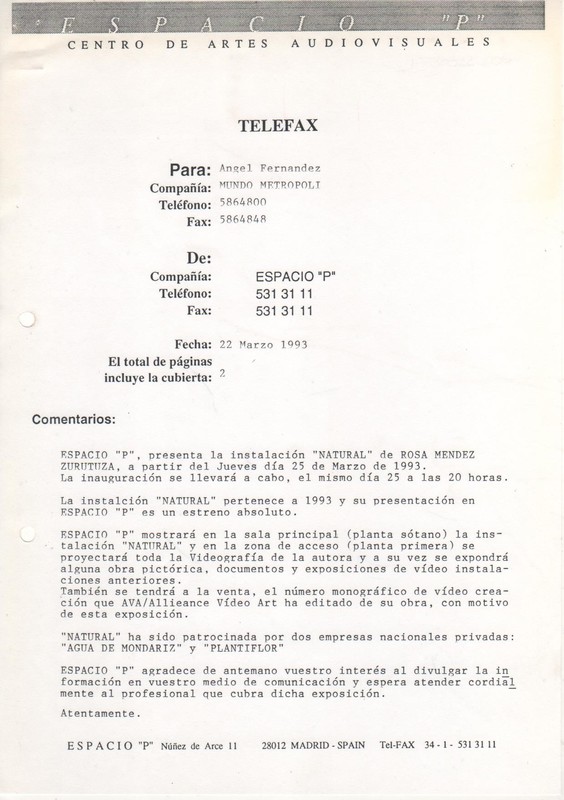 ESPACIO "P"
CENTRO DE ARTES AUDIOVISUALES
TELEFAX
Para: Angel Fernandez
Compañía: MUNDO METROPOLI
Teléfono: 5864800
Fax: 5864848
De:
Compañía: ESPACIO "P"
Teléfono: 531 31 11
Fax: 531 31 11
Fecha: 22 Marzo 1993
El total de páginas
incluye la cubierta: 2
Comentarios:
ESPACIO "P", presenta la instalación "NATURAL" de ROSA MENDEZ
ZURUTUZA, a partir del Jueves día 25 de Marzo de 1993.
La inauguración se llevará a cabo, el mismo día 25 a las 20 horas.
La instalción "NATURAL" pertenece a 1993 y su presentación en
ESPACIO "P" es un estreno absoluto.
ESPACIO "P" mostrará en la sala principal (planta sótano) la ins-
talación "NATURAL" y en la zona de acceso (planta primera) se
proyectará toda la Videografía de la autora y a su vez se expondrá
alguna obra pictórica, documentos y exposiciones de vídeo instala-
ciones anteriores.
También se tendrá a la venta, el número monográfico de vídeo crea-
ción que AVA/Allieance Vídeo Art ha editado de su obra, con motivo
de esta exposición.
"NATURAL" ha sido patrocinada por dos empresas nacionales privadas:
"AGUA DE MONDARIZ" y "PLANTIFLOR"
ESPACIO "P" agradece de antemano vuestro interés al divulgar la in
formación en vuestro medio de comunicación y espera atender cordial
mente al profesional que cubra dicha exposición.
Atentamente.
ESPACIO "P" Núñez de Arce 11 28012 MADRID - SPAIN Tel-FAX 34 - 1 - 531 31 11